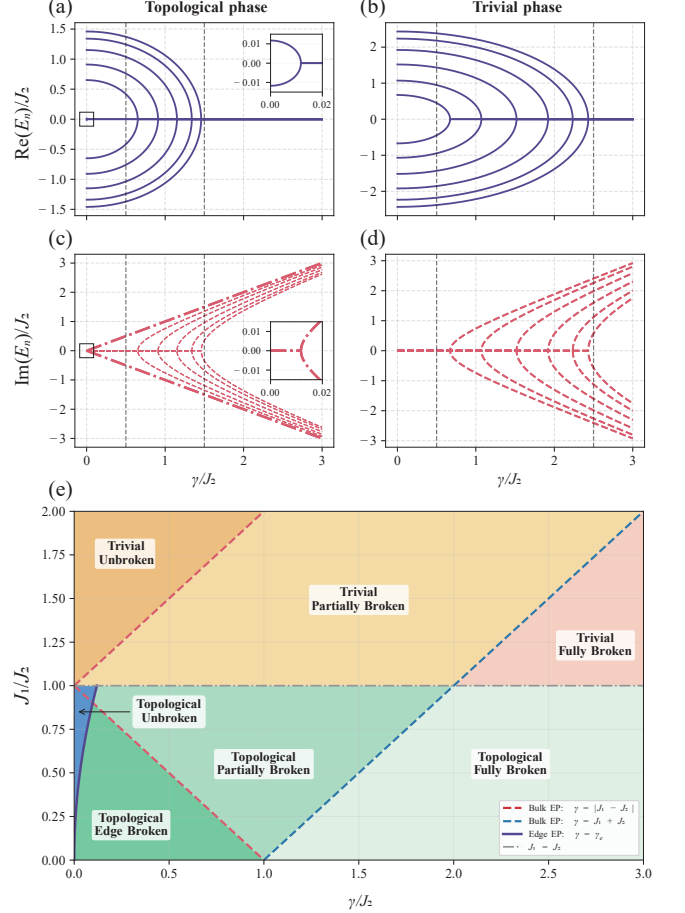 (a) Topological phase
(b) Trivial phase
Re(Eₙ)/J₂
1.5
1.0
0.5
0.0
− 0.5
− 1.0
− 1.5
0.01
0.00
− 0.01
0.00 0.02
2
1
0
− 1
− 2
(c)
(d)
Im(Eₙ)/J₂
3
2
1
0
−1
−2
−3
0.01
0.00
− 0.01
0.00 0.02
0 1 2 3
γ/J₂
3
2
1
0
−1
−2
−3
0 1 2 3
γ/J₂
(e)
J₁/J₂
2.00
1.75
1.50
1.25
1.00
0.75
0.50
0.25
0.00
Trivial
Unbroken
Trivial
Partially Broken
Trivial
Fully Broken
Topological
Unbroken
Topological
Partially Broken
Topological
Fully Broken
Topological
Edge Broken
Bulk EP: γ = |J₁ − J₂|
Bulk EP: γ = J₁ + J₂
Edge EP: γ = γₑ
J₁ = J₂
0.0 0.5 1.0 1.5 2.0 2.5 3.0
γ/J₂